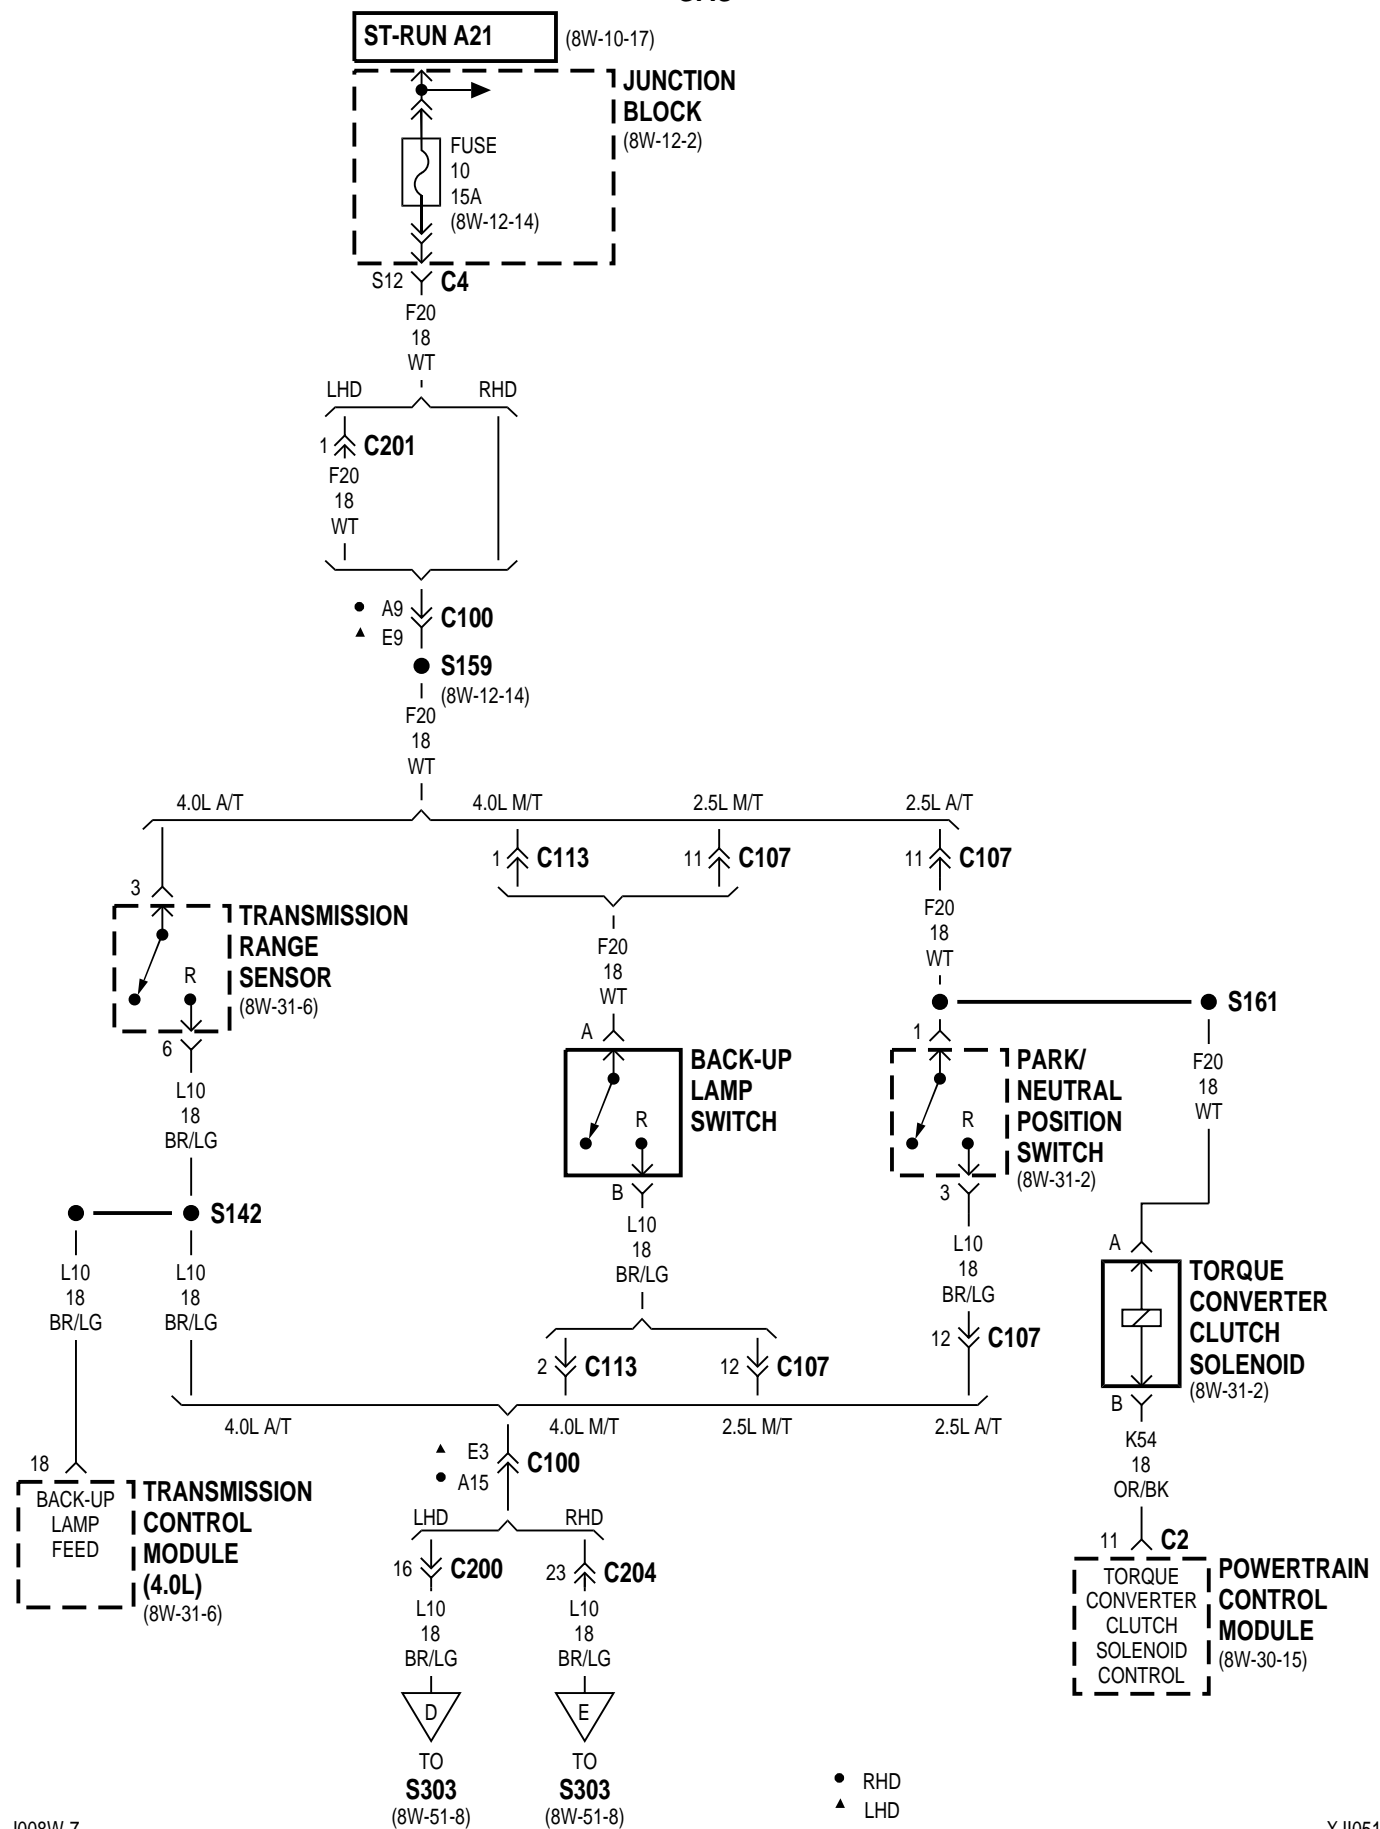 ST-RUN A21
(8W-10-17)
JUNCTION
BLOCK
(8W-12-2)
FUSE
10
15A
(8W-12-14)
S12
C4
F20
18
WT
LHD
RHD
1
C201
F20
18
WT
A9
E9
C100
S159
(8W-12-14)
F20
18
WT
4.0L A/T
4.0L M/T
2.5L M/T
2.5L A/T
1
C113
11
C107
11
C107
3
TRANSMISSION
RANGE
SENSOR
(8W-31-6)
R
6
F20
18
WT
F20
18
WT
S161
A
BACK-UP
LAMP
SWITCH
R
B
1
PARK/
NEUTRAL
POSITION
SWITCH
(8W-31-2)
R
3
F20
18
WT
L10
18
BR/LG
S142
L10
18
BR/LG
L10
18
BR/LG
L10
18
BR/LG
L10
18
BR/LG
2
C113
12
C107
12
C107
A
TORQUE
CONVERTER
CLUTCH
SOLENOID
(8W-31-2)
B
4.0L A/T
4.0L M/T
2.5L M/T
2.5L A/T
K54
18
OR/BK
E3
A15
C100
18
BACK-UP
LAMP
FEED
TRANSMISSION
CONTROL
MODULE
(4.0L)
(8W-31-6)
LHD
RHD
16
C200
23
C204
L10
18
BR/LG
L10
18
BR/LG
11
C2
TORQUE
CONVERTER
CLUTCH
SOLENOID
CONTROL
POWERTRAIN
CONTROL
MODULE
(8W-30-15)
D
E
TO
S303
(8W-51-8)
TO
S303
(8W-51-8)
RHD
LHD